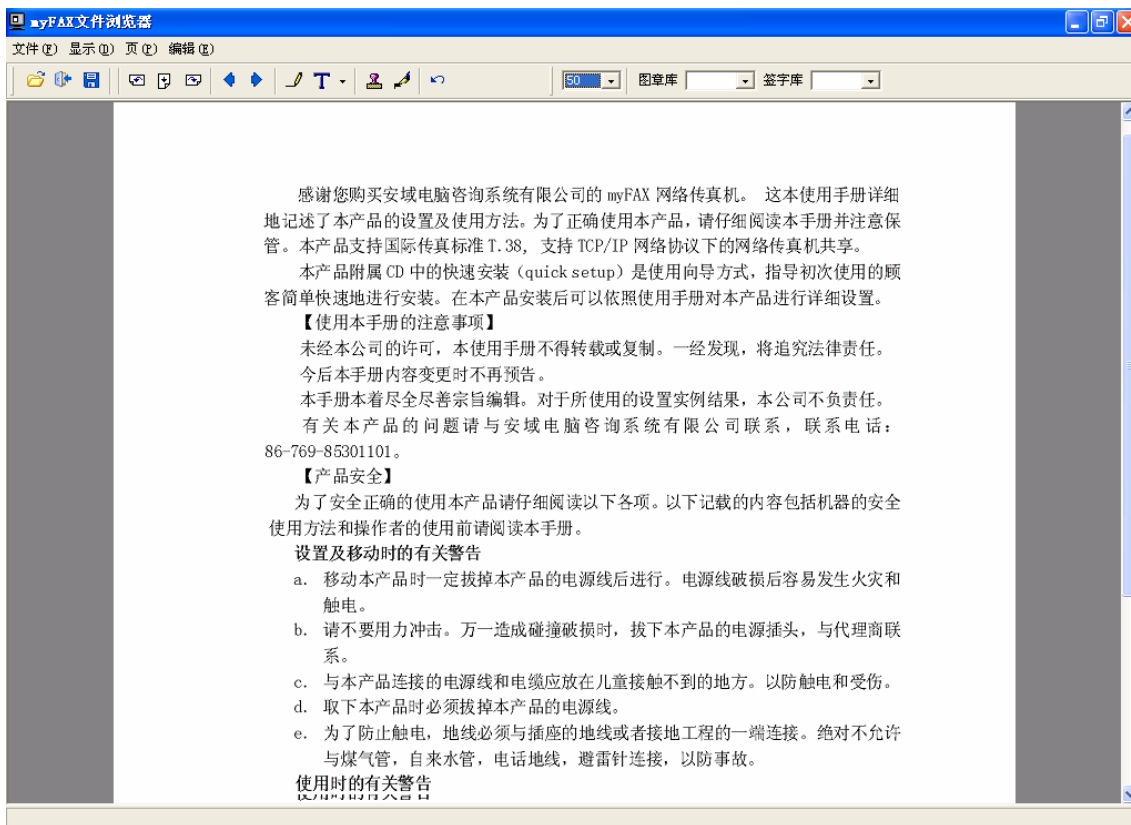 myFAX文件浏览器
文件(F) 显示(D) 页(P) 编辑(E)
50 图章库 签字库
感谢您购买安域电脑咨询系统有限公司的 myFAX 网络传真机。 这本使用手册详细
地记述了本产品的设置及使用方法。为了正确使用本产品，请仔细阅读本手册并注意保
管。本产品支持国际传真标准 T.38, 支持 TCP/IP 网络协议下的网络传真机共享。
本产品附属 CD 中的快速安装（quick setup）是使用向导方式，指导初次使用的顾
客简单快速地进行安装。在本产品安装后可以依照使用手册对本产品进行详细设置。
【使用本手册的注意事项】
未经本公司的许可，本使用手册不得转载或复制。一经发现，将追究法律责任。
今后本手册内容变更时不再预告。
本手册本着尽全尽善宗旨编辑。对于所使用的设置实例结果，本公司不负责任。
有关本产品的问题请与安域电脑咨询系统有限公司联系，联系电话：
86-769-85301101。
【产品安全】
为了安全正确的使用本产品请仔细阅读以下各项。以下记载的内容包括机器的安全
使用方法和操作者的使用前请阅读本手册。
设置及移动时的有关警告
a. 移动本产品时一定拔掉本产品的电源线后进行。电源线破损后容易发生火灾和
触电。
b. 请不要用力冲击。万一造成碰撞破损时，拔下本产品的电源插头，与代理商联
系。
c. 与本产品连接的电源线和电缆应放在儿童接触不到的地方。以防触电和受伤。
d. 取下本产品时必须拔掉本产品的电源线。
e. 为了防止触电，地线必须与插座的地线或者接地工程的一端连接。绝对不允许
与煤气管，自来水管，电话地线，避雷针连接，以防事故。
使用时的有关警告